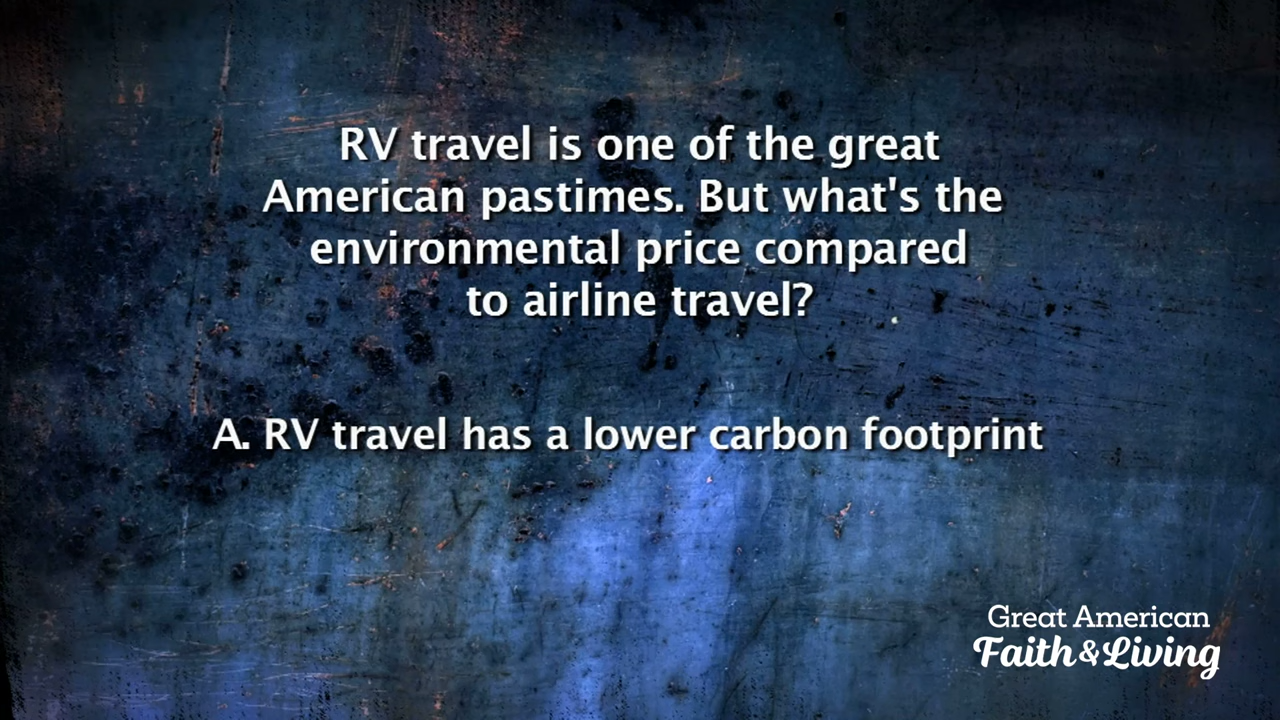 RV travel is one of the great
American pastimes. But what's the
environmental price compared
to airline travel?
A. RV travel has a lower carbon footprint
Great American
Faith & Living